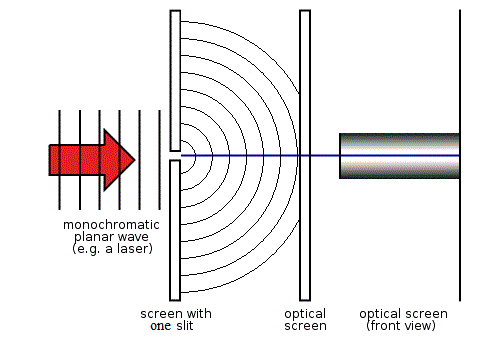 monochromatic
planar wave
(e.g. a laser)
screen with
one slit
optical
screen
optical screen
(front view)